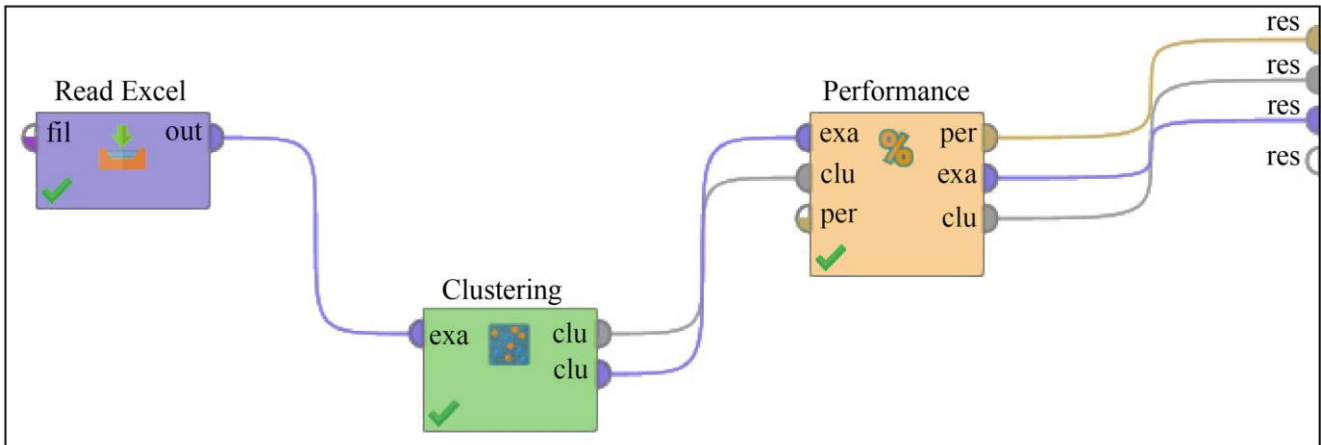 res
res
Read Excel
Performance
res
fil out
exa per
clu exa
res
per clu
Clustering
exa clu
clu